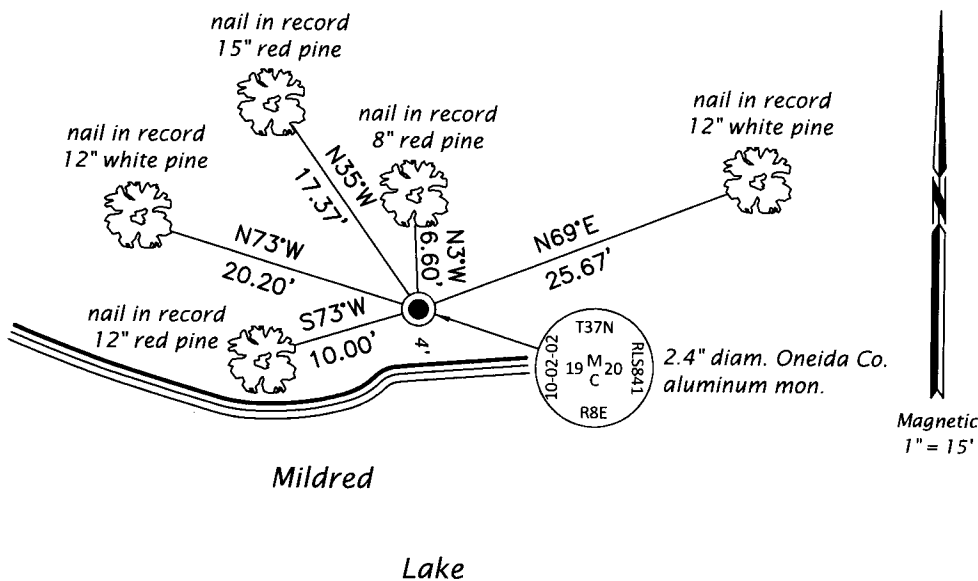 nail in record
15" red pine
nail in record
8" red pine
nail in record
12" white pine
nail in record
12" white pine
N35°W
17.37'
N3°W
6.60'
N69°E
25.67'
N73°W
20.20'
S73°W
10.00'
nail in record
12" red pine
4'
T37N
10-02-02
19 M 20
C
RLS841
R8E
2.4" diam. Oneida Co.
aluminum mon.
N
Magnetic
1" = 15'
Mildred
Lake